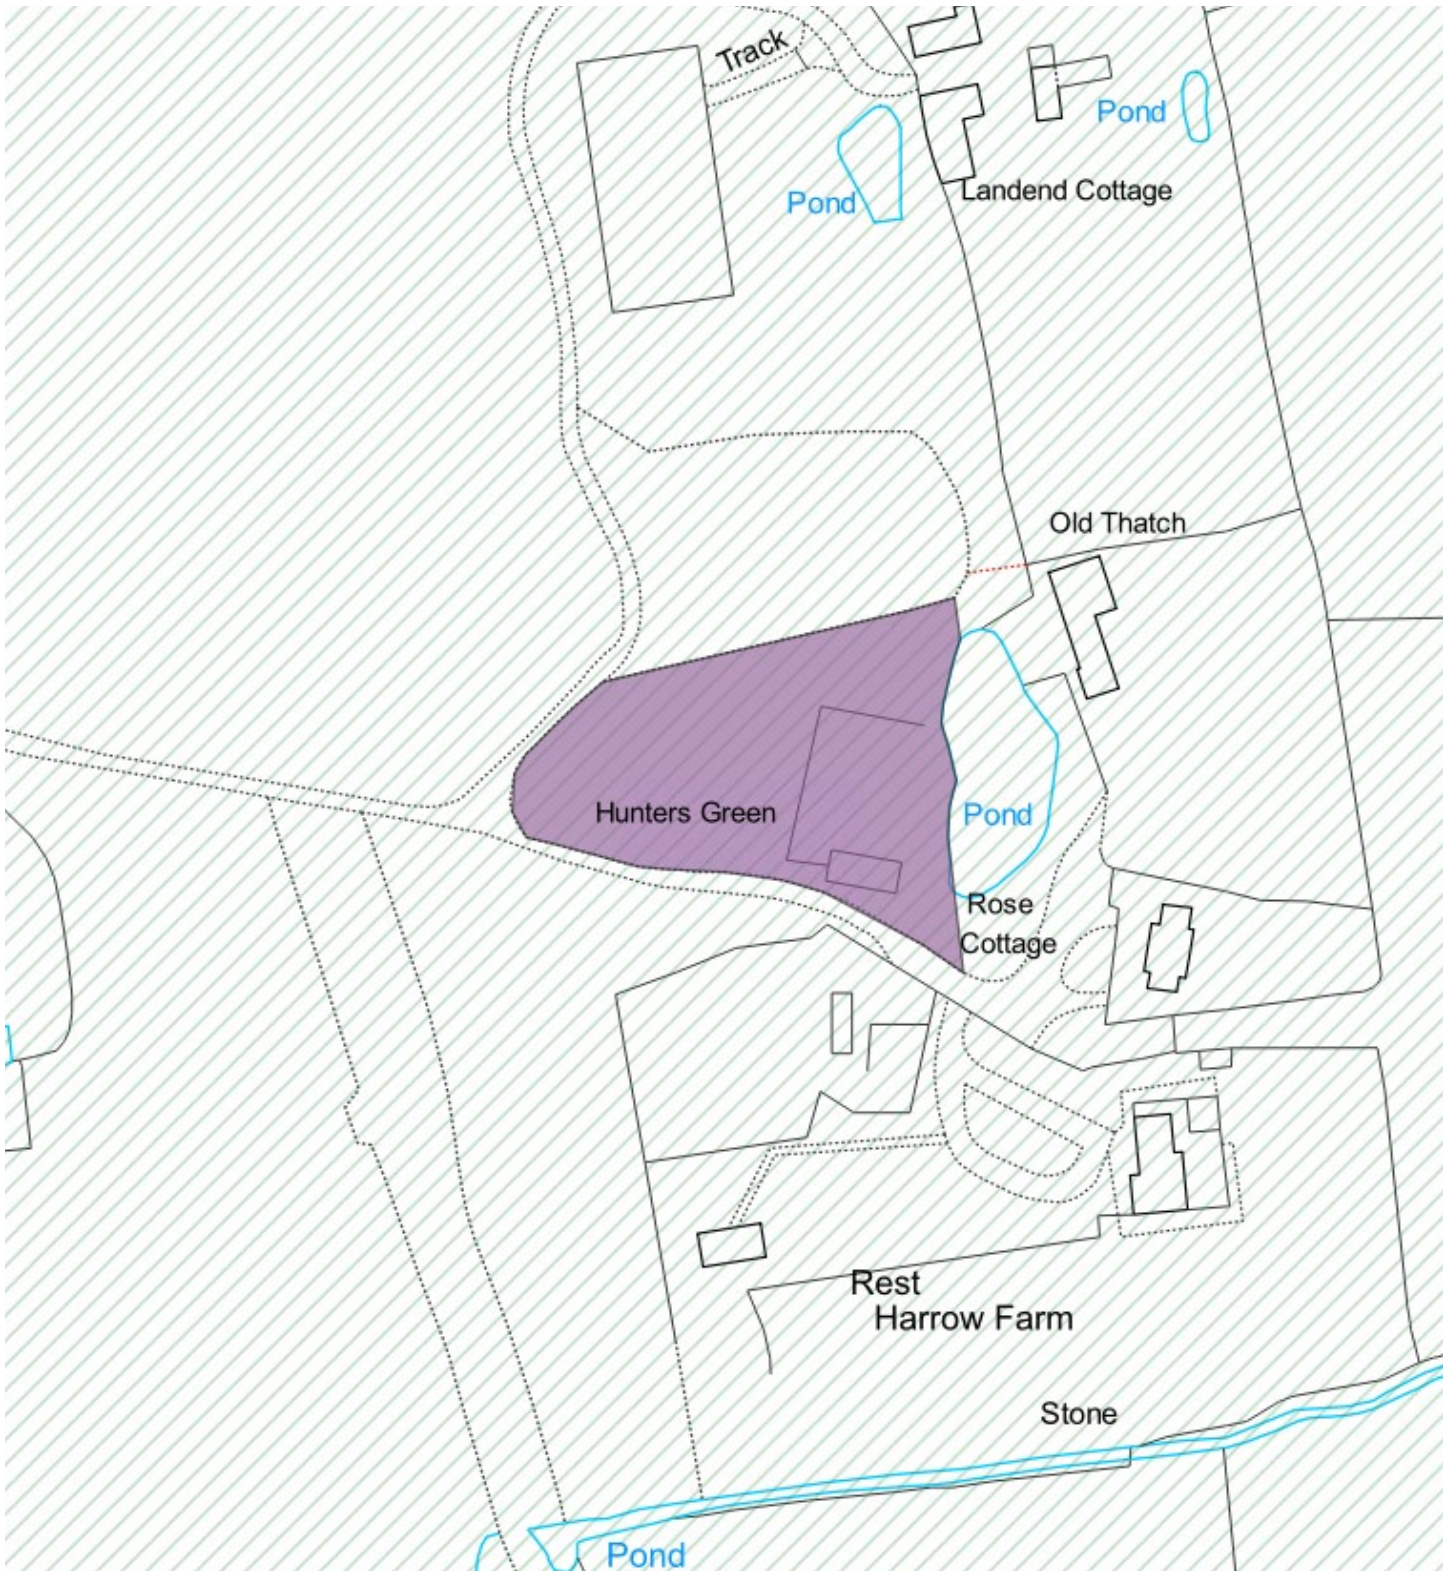 Track
Pond
Pond
Landend Cottage
Old Thatch
Hunters Green
Pond
Rose
Cottage
Rest
Harrow Farm
Stone
Pond